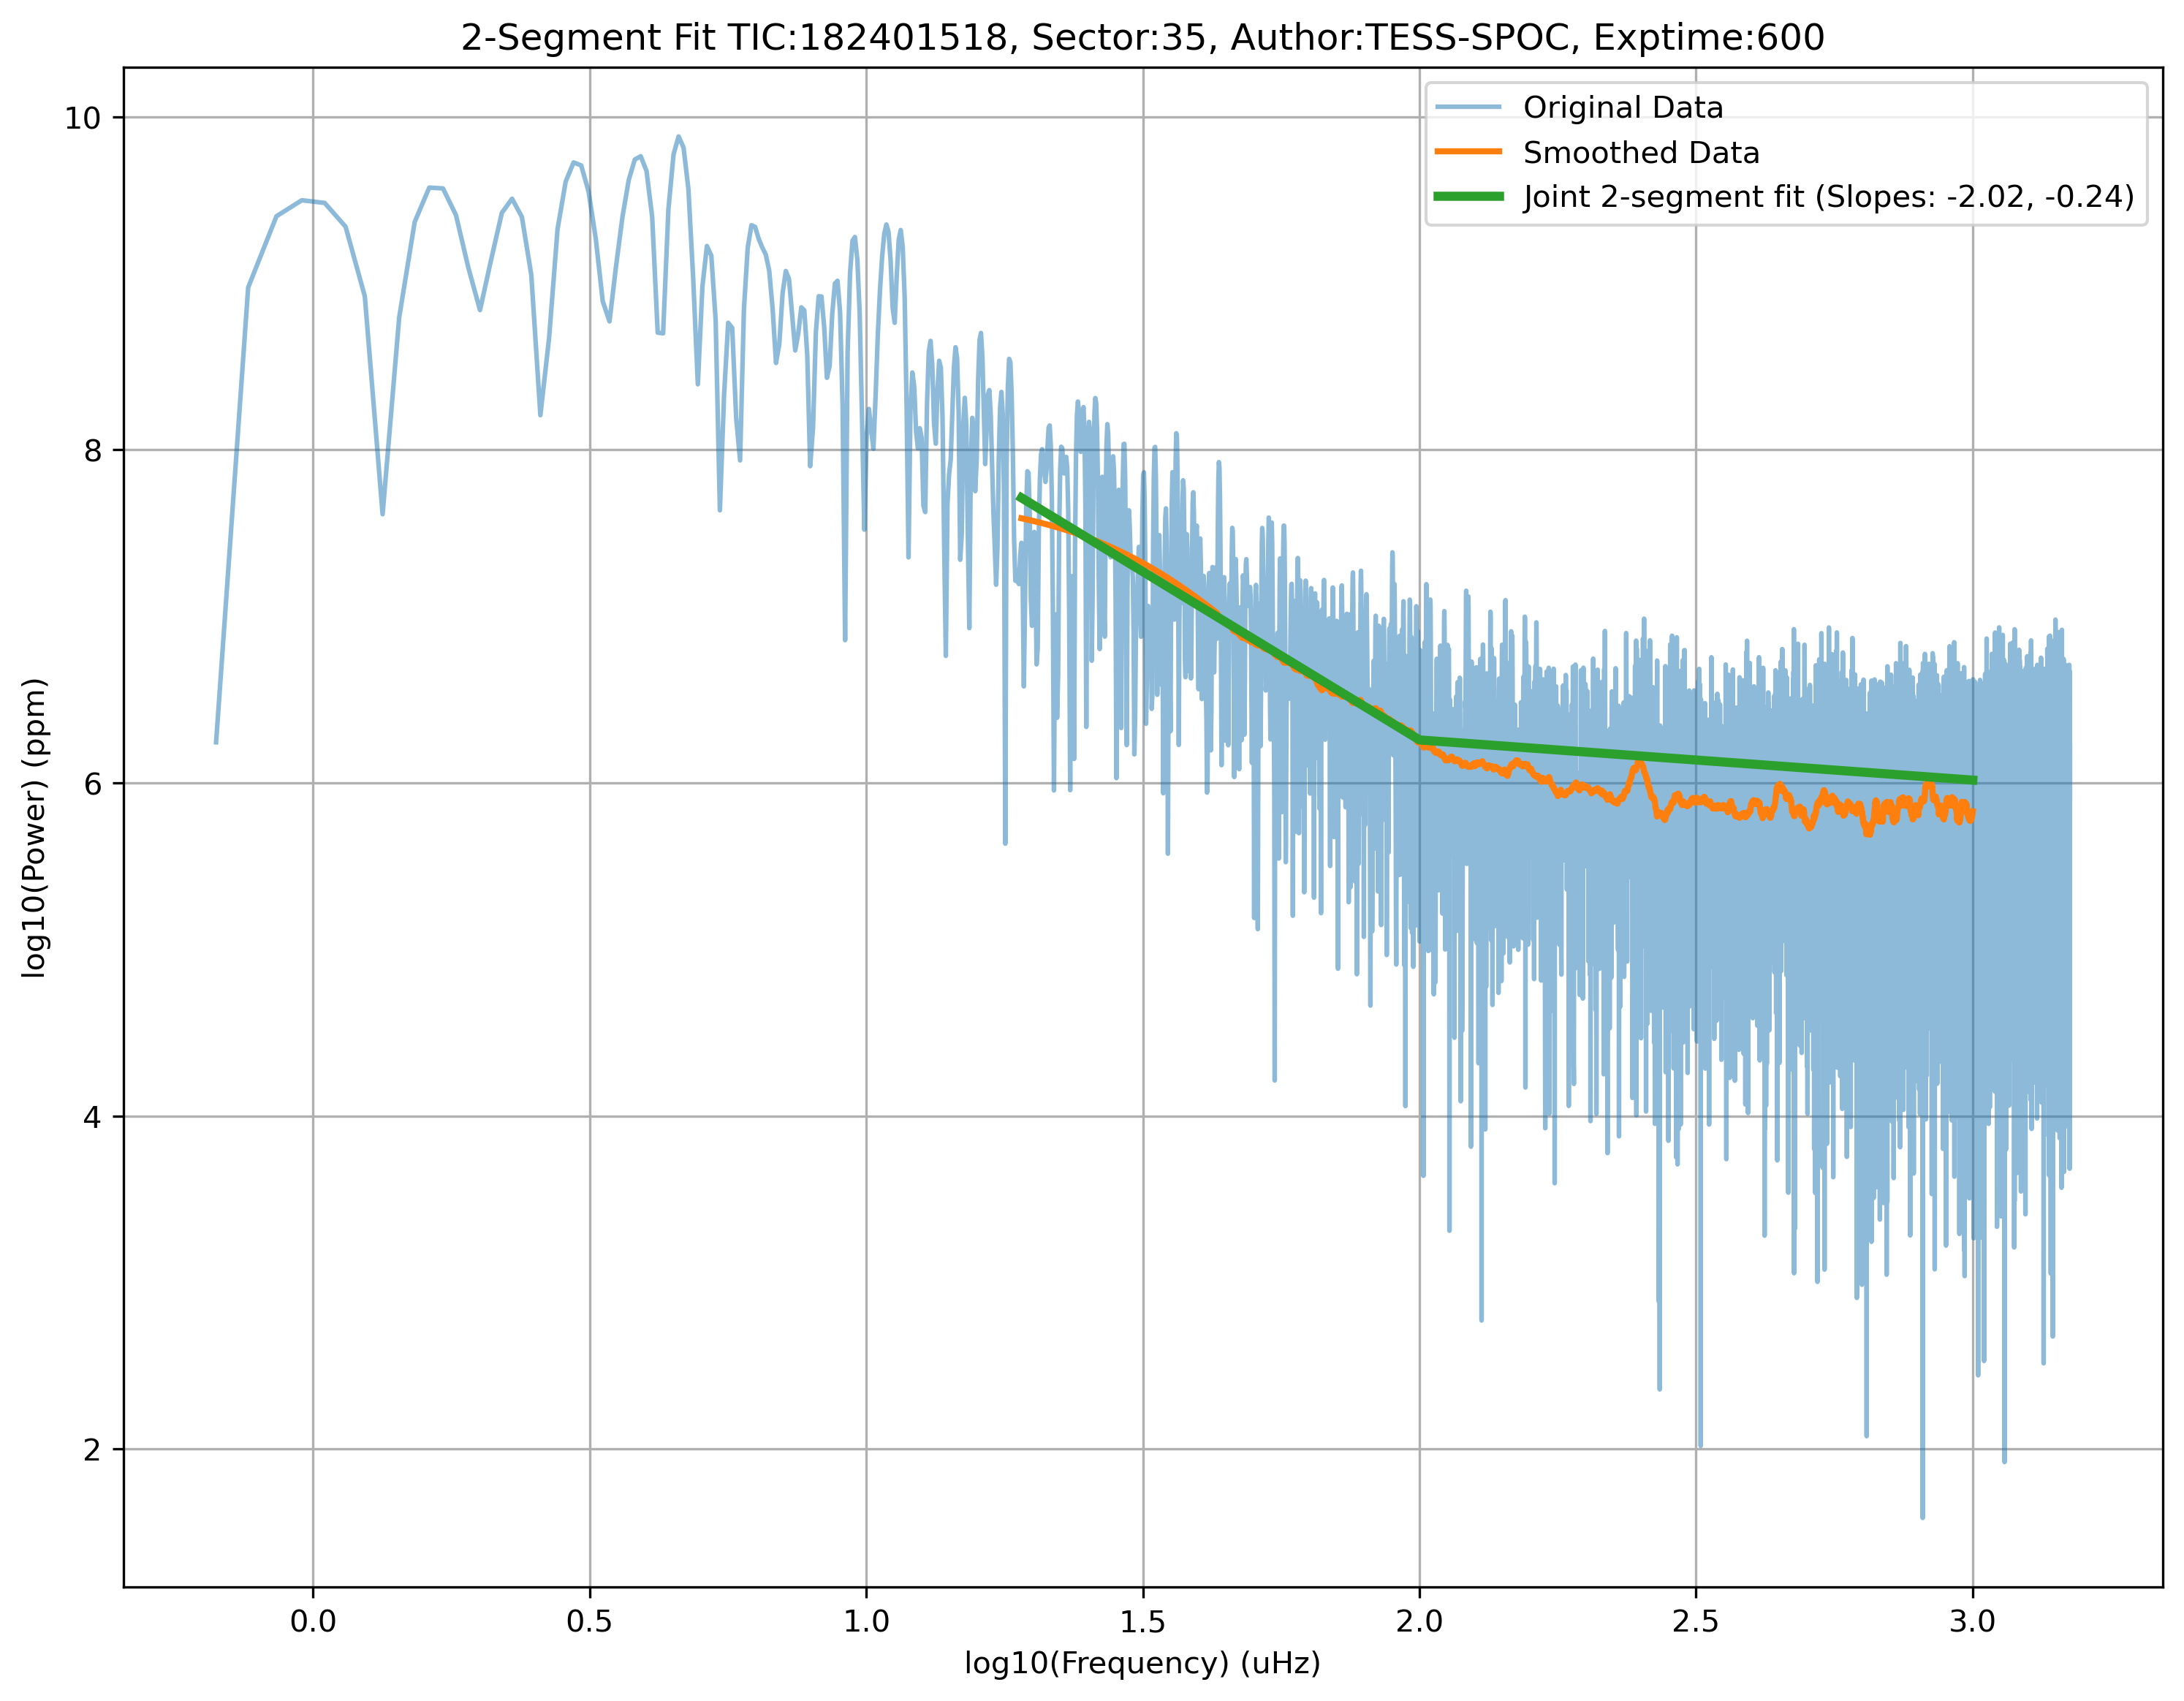 2-Segment Fit TIC:182401518, Sector:35, Author:TESS-SPOC, Exptime:600
Original Data
Smoothed Data
Joint 2-segment fit (Slopes: -2.02, -0.24)
log10(Power) (ppm)
10
8
6
4
2
0.0 0.5 1.0 1.5 2.0 2.5 3.0
log10(Frequency) (uHz)